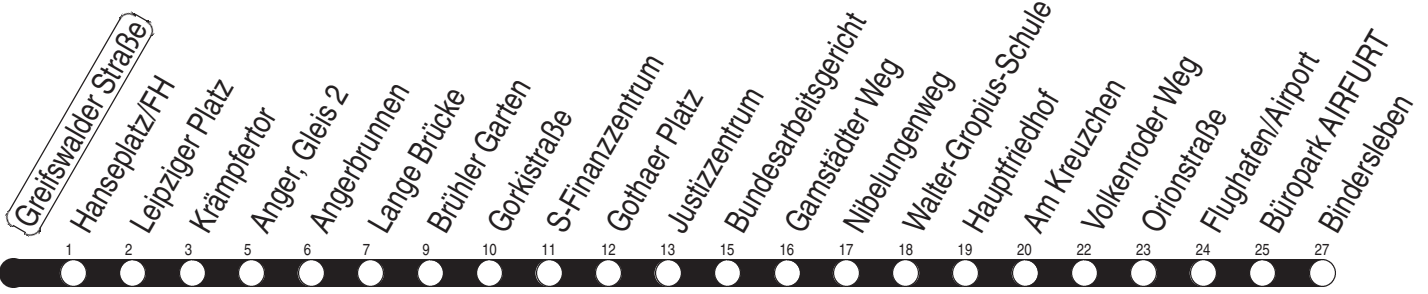 Greifswalder Straße
Hanseplatz/FH
Leipziger Platz
Krämpfertor
Anger, Gleis 2
Angerbrunnen
Lange Brücke
Brühler Garten
Gorkistraße
S-Finanzzentrum
Gothaer Platz
Justizzentrum
Bundesarbeitsgericht
Gamstädter Weg
Nibelungenweg
Walter-Gropius-Schule
Hauptfriedhof
Am Kreuzchen
Volkenroder Weg
Orionstraße
Flughafen/Airport
Büropark AIRFURT
Bindersleben
1 2 3 5 6 7 9 10 11 12 13 15 16 17 18 19 20 22 23 24 25 27